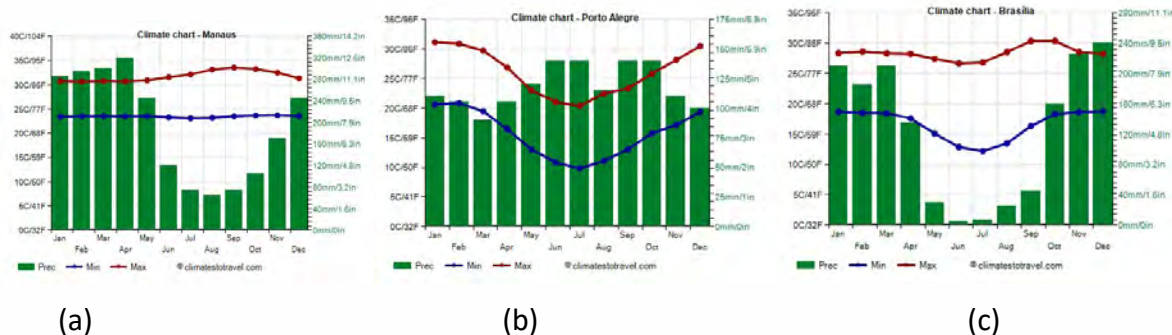 Climate chart - Manaus
40C/104F
35C/95F
30C/86F
25C/77F
20C/68F
15C/59F
10C/50F
5C/41F
0C/32F
360mm/14.2in
320mm/12.6in
280mm/11.1in
240mm/9.5in
200mm/7.9in
160mm/6.3in
120mm/4.8in
80mm/3.2in
40mm/1.6in
0mm/0in
Jan Mar May Jul Sep Nov
Feb Apr Jun Aug Oct Dec
Prec Min Max ©climatestotravel.com
(a)
Climate chart - Porto Alegre
35C/95F
30C/86F
25C/77F
20C/68F
15C/59F
10C/50F
5C/41F
0C/32F
175mm/6.9in
150mm/5.9in
125mm/5in
100mm/4in
75mm/3in
50mm/2in
25mm/1in
0mm/0in
Jan Mar May Jul Sep Nov
Feb Apr Jun Aug Oct Dec
Prec Min Max ©climatestotravel.com
(b)
Climate chart - Brasília
35C/95F
30C/86F
25C/77F
20C/68F
15C/59F
10C/50F
5C/41F
0C/32F
280mm/11.1in
240mm/9.5in
200mm/7.9in
160mm/6.3in
120mm/4.8in
80mm/3.2in
40mm/1.6in
0mm/0in
Jan Mar May Jul Sep Nov
Feb Apr Jun Aug Oct Dec
Prec Min Max ©climatestotravel.com
(c)